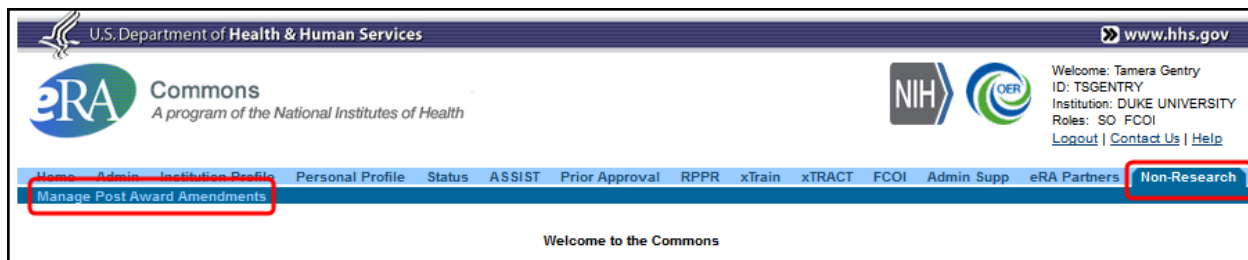 U.S. Department of Health & Human Services
www.hhs.gov
eRA
Commons
A program of the National Institutes of Health
NIH
OER
Welcome: Tamera Gentry
ID: TSGENTRY
Institution: DUKE UNIVERSITY
Roles: SO FCOI
Logout | Contact Us | Help
Home Admin Institution Profile Personal Profile Status ASSIST Prior Approval RPPR xTrain xTRACT FCOI Admin Supp eRA Partners Non-Research
Manage Post Award Amendments
Welcome to the Commons